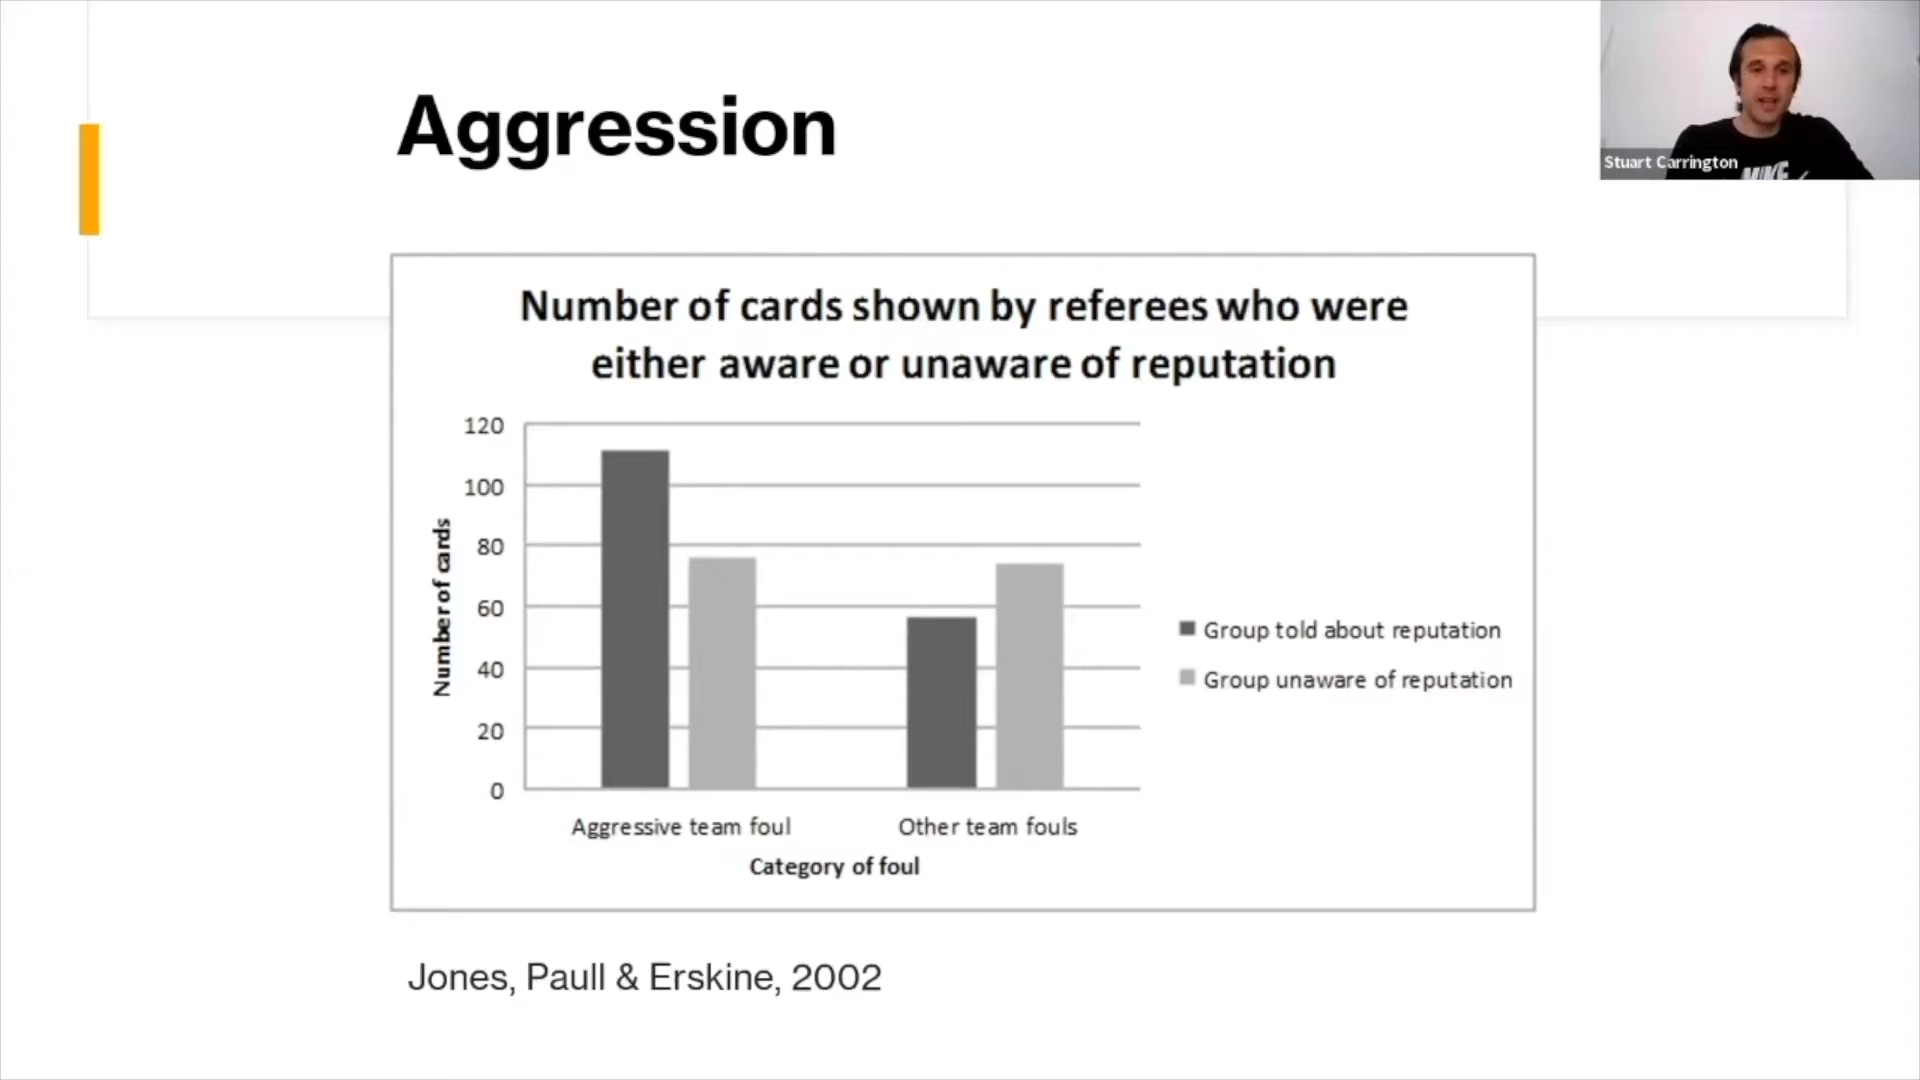 Aggression
Stuart Carrington
NIKE
Number of cards shown by referees who were
either aware or unaware of reputation
120
100
80
60
40
20
0
Number of cards
Aggressive team foul
Other team fouls
Category of foul
Group told about reputation
Group unaware of reputation
Jones, Paull & Erskine, 2002